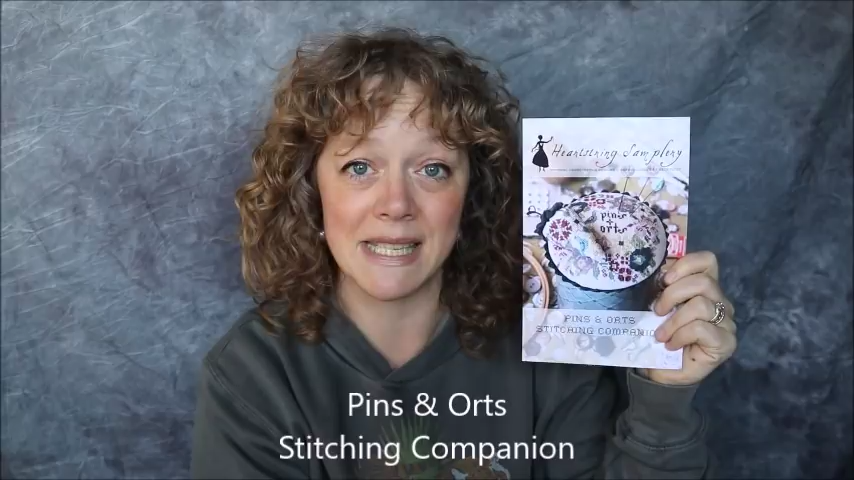 Heartstring Samplery
pins
+
orts
PINS & ORTS
STITCHING COMPANION
Pins & Orts
Stitching Companion